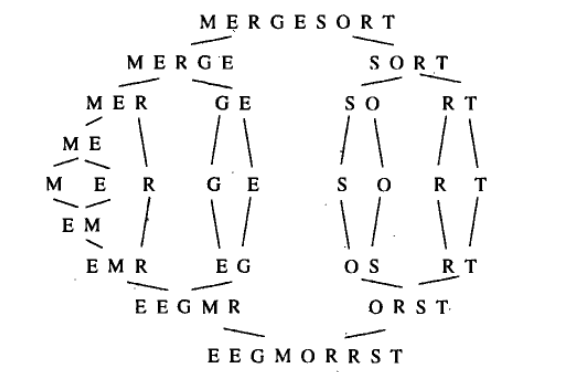 M E R G E S O R T
M E R G E S O R T
M E R G E S O R T
M E
M E R G E S O R T
E M
E M R E G O S R T
E E G M R O R S T
E E G M O R R S T